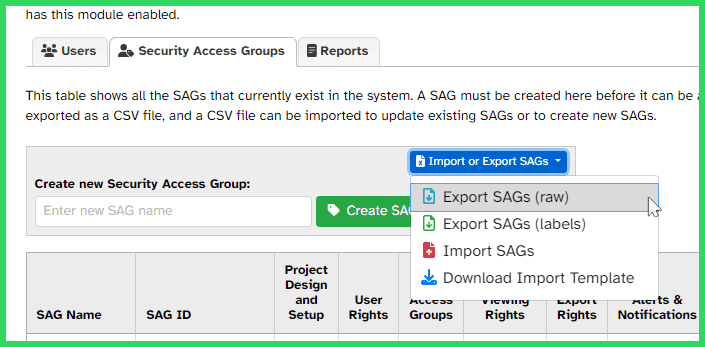 has this module enabled.
Users
Security Access Groups
Reports
This table shows all the SAGs that currently exist in the system. A SAG must be created here before it can be
exported as a CSV file, and a CSV file can be imported to update existing SAGs or to create new SAGs.
Import or Export SAGs
Create new Security Access Group:
Enter new SAG name
Create
Export SAGs (raw)
Export SAGs (labels)
Import SAGs
Download Import Template
SAG Name
SAG ID
Project
Design
and
Setup
User
Rights
Access
Groups
Viewing
Rights
Export
Rights
Alerts &
Notifications